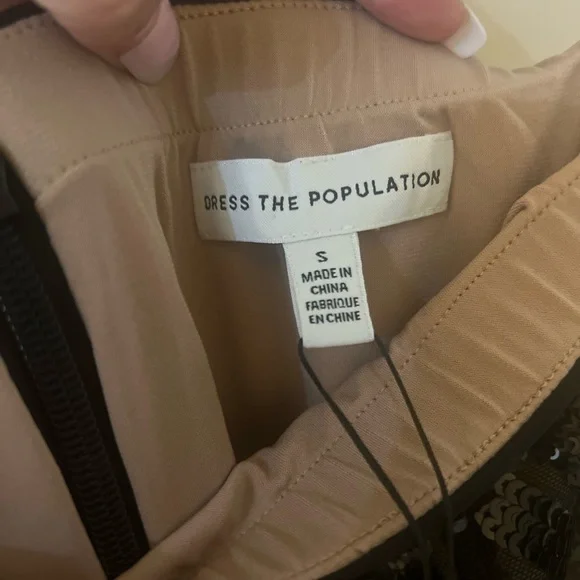 DRESS THE POPULATION
S
MADE IN
CHINA
FABRIQUE
EN CHINE